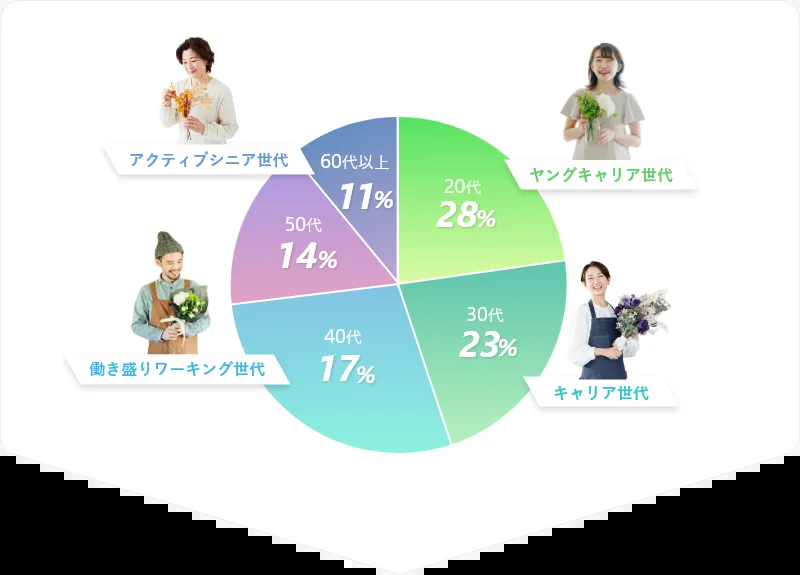 アクティブシニア世代
60代以上
11%
20代
28%
ヤングキャリア世代
50代
14%
30代
23%
40代
17%
働き盛りワーキング世代
キャリア世代